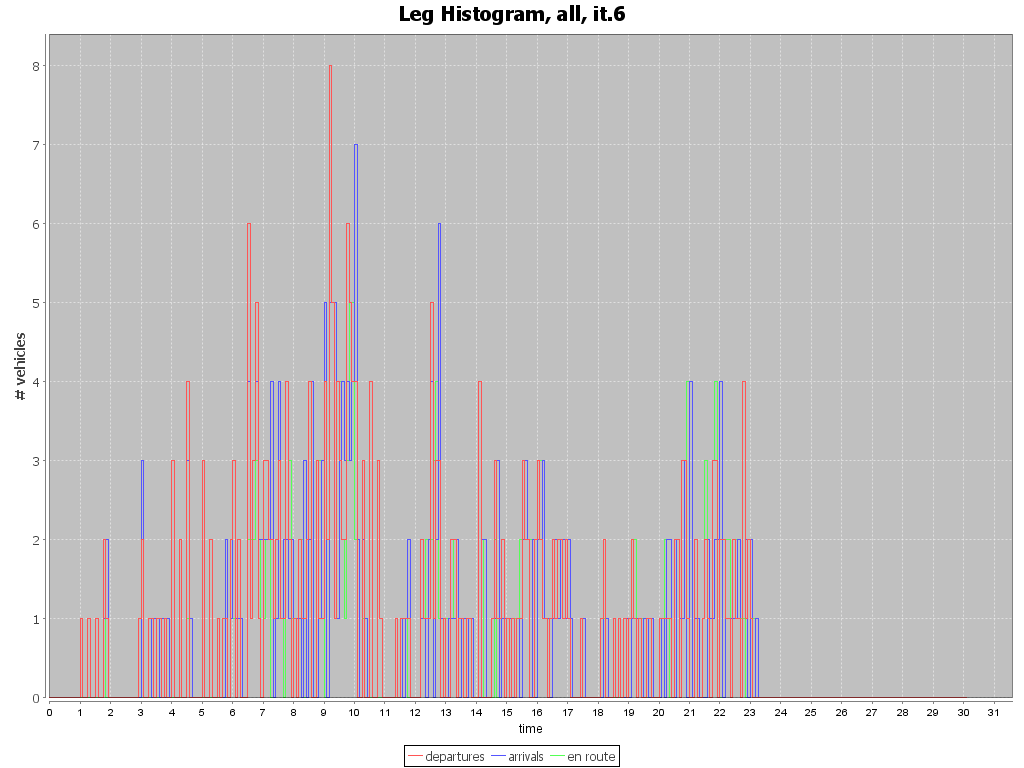 Leg Histogram, all, it.6
# vehicles
8
7
6
5
4
3
2
1
0
0 1 2 3 4 5 6 7 8 9 10 11 12 13 14 15 16 17 18 19 20 21 22 23 24 25 26 27 28 29 30 31
time
departures arrivals en route